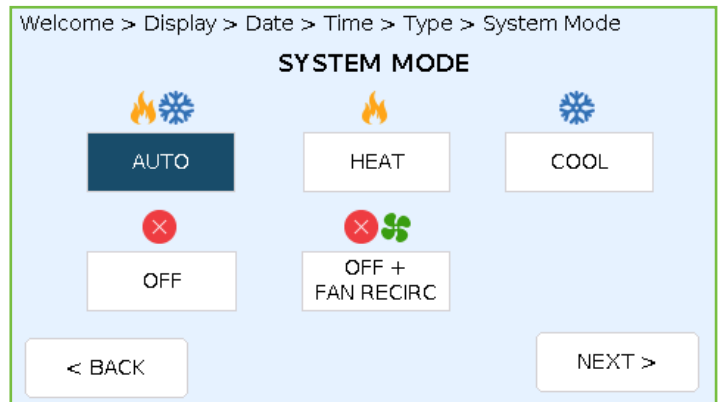 Welcome > Display > Date > Time > Type > System Mode
SYSTEM MODE
AUTO
HEAT
COOL
OFF
OFF +
FAN RECIRC
< BACK
NEXT >